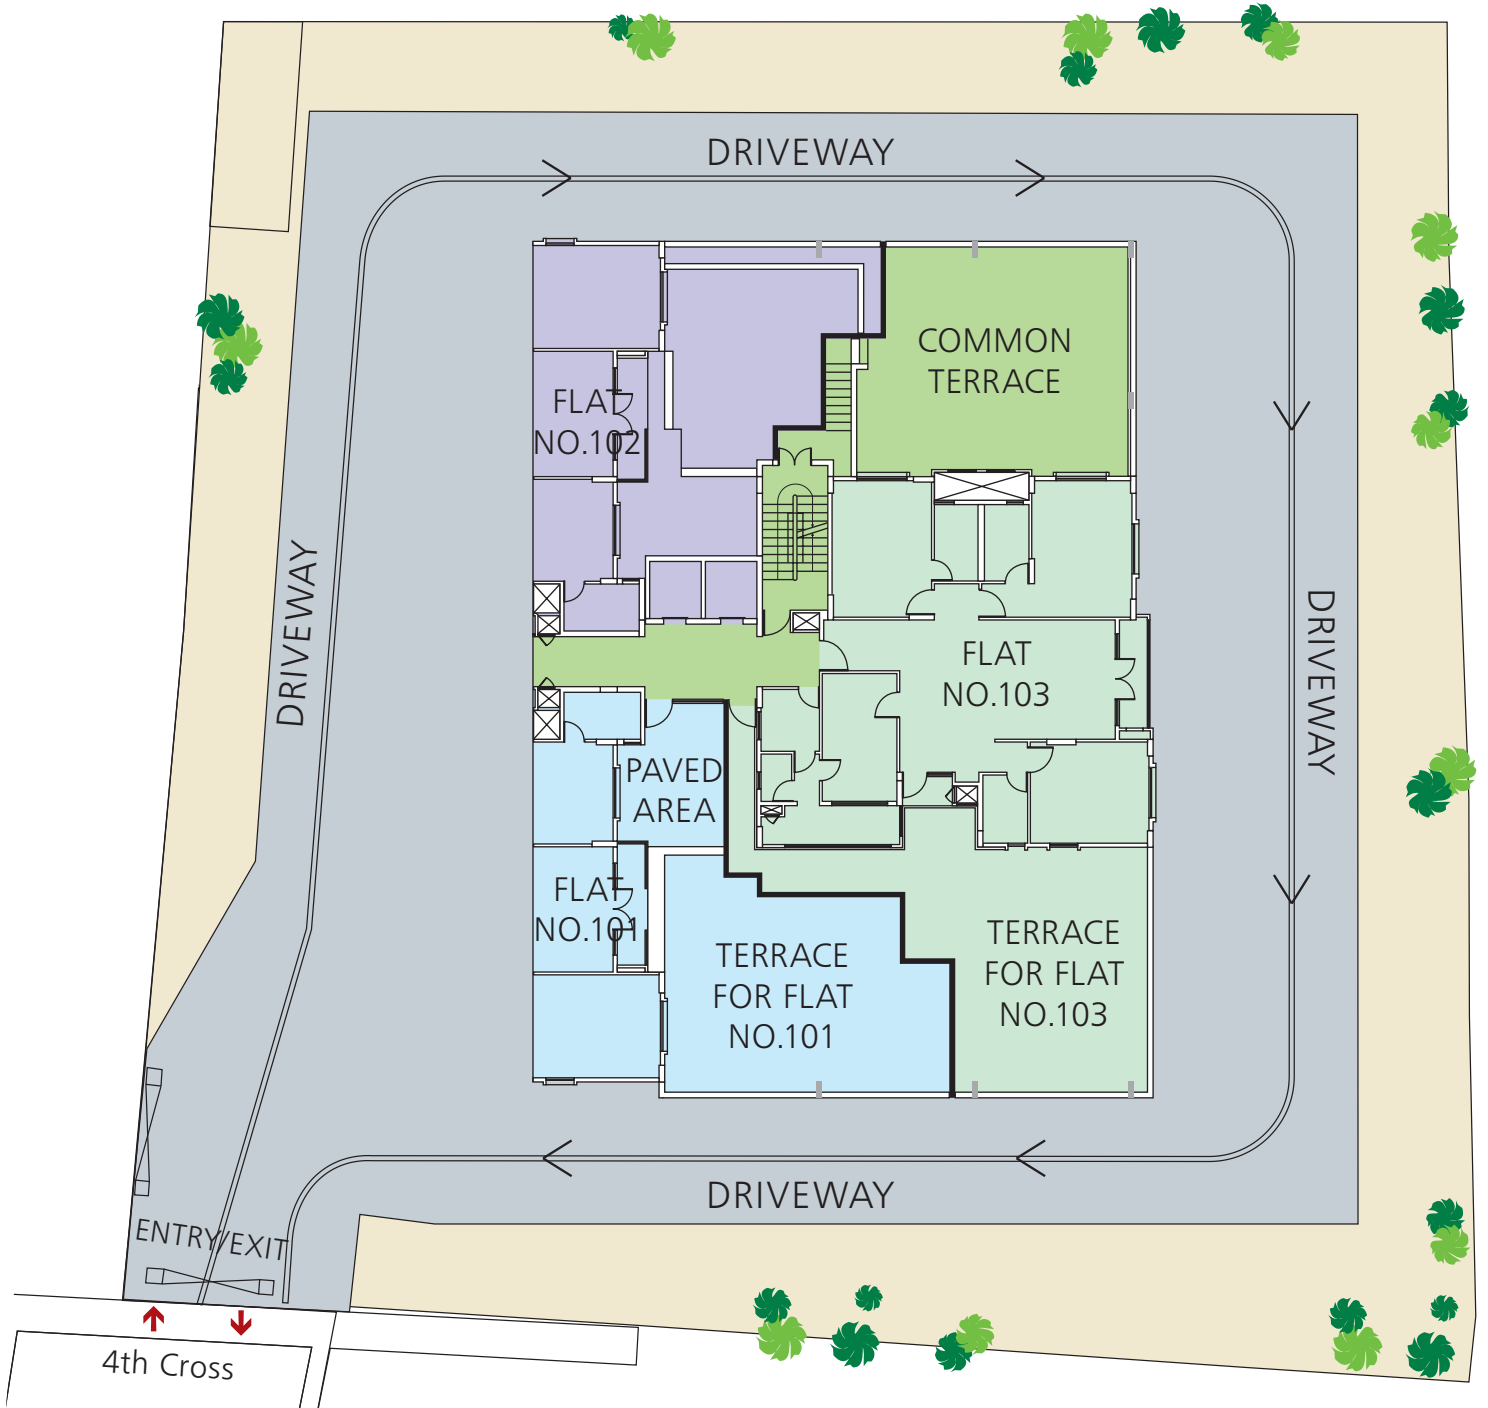 DRIVEWAY
COMMON
TERRACE
FLAT
NO.102
DRIVEWAY
DRIVEWAY
FLAT
NO.103
PAVED
AREA
FLAT
NO.101
TERRACE
FOR FLAT
NO.101
TERRACE
FOR FLAT
NO.103
DRIVEWAY
ENTRY/EXIT
4th Cross